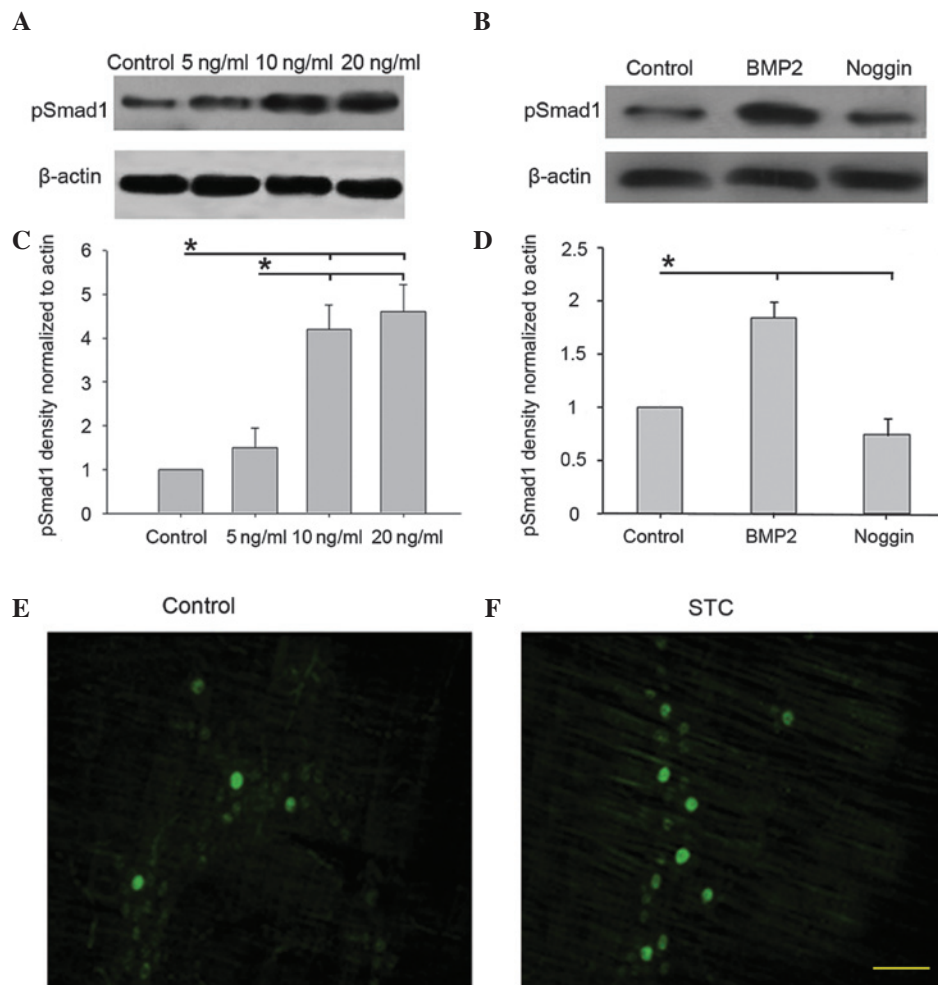 A
B
Control 5 ng/ml 10 ng/ml 20 ng/ml
Control BMP2 Noggin
pSmad1
pSmad1
β-actin
β-actin
C
pSmad1 density normalized to actin
6
5
4
3
2
1
0
*
*
Control 5 ng/ml 10 ng/ml 20 ng/ml
D
pSmad1 density normalized to actin
2.5
2
1.5
1
0.5
0
*
Control BMP2 Noggin
E
Control
F
STC